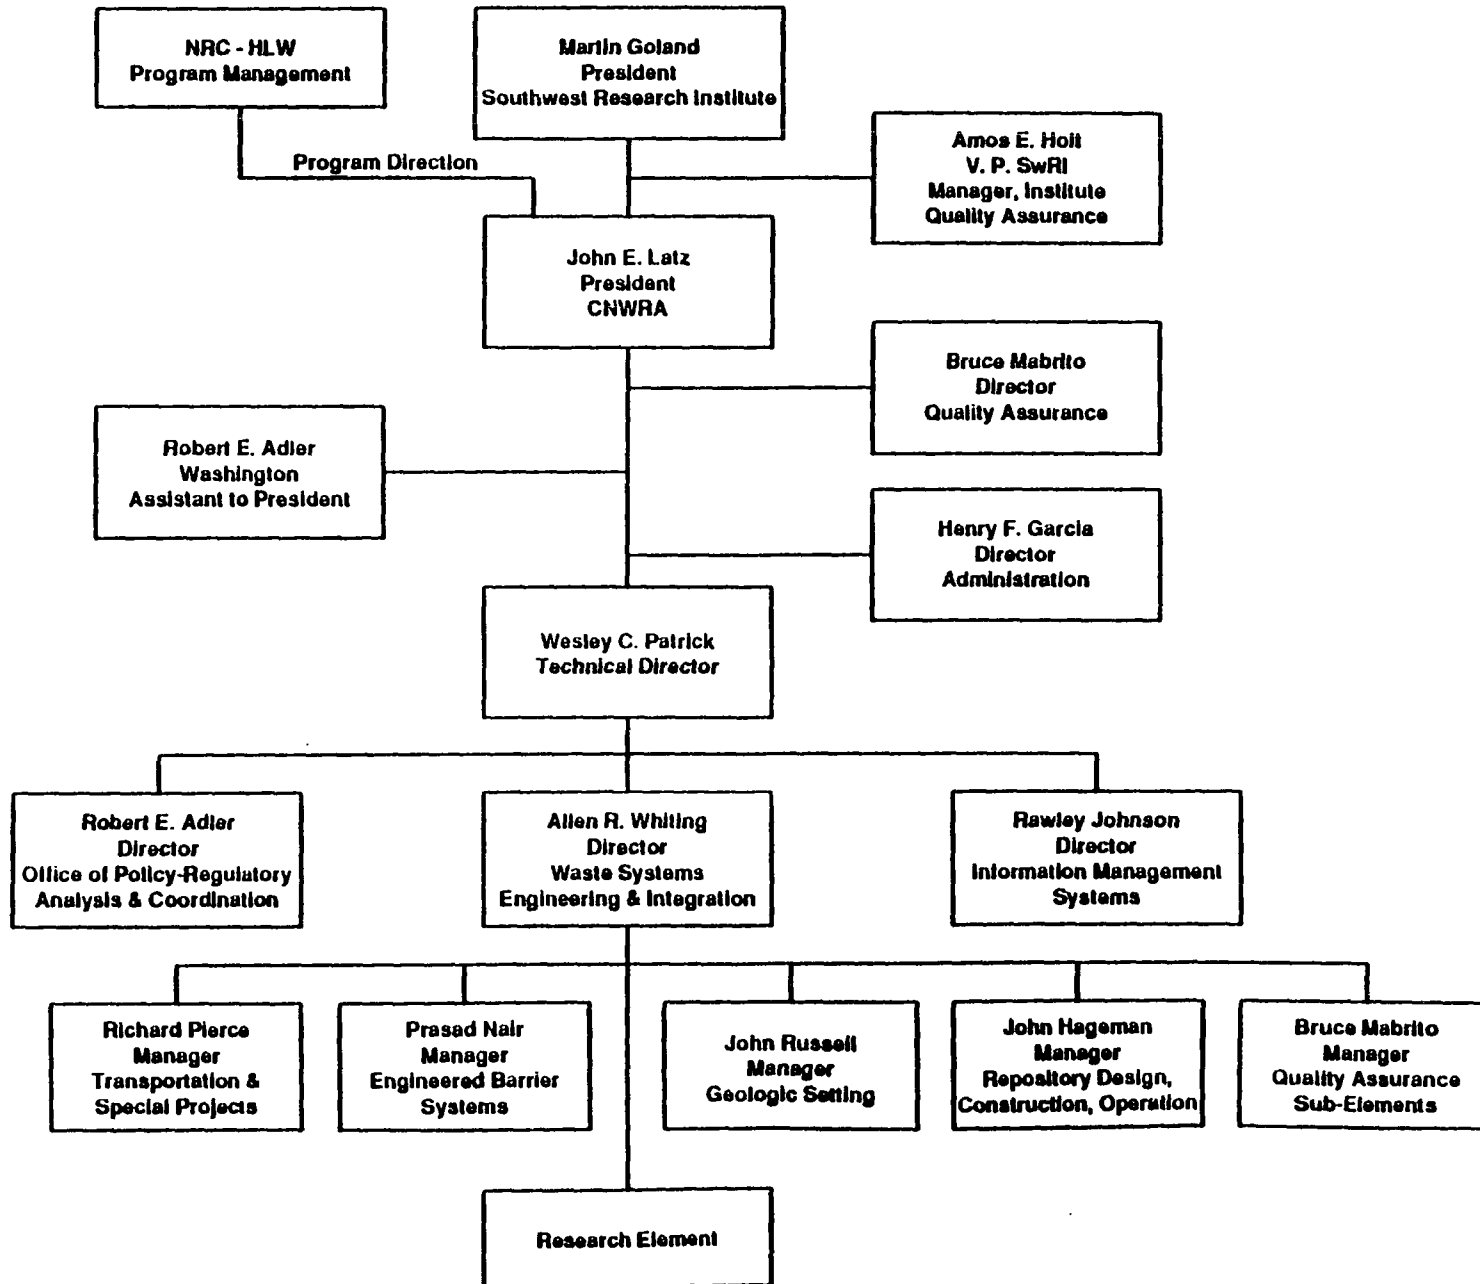 NRC - HLW
Program Management
Martin Goland
President
Southwest Research Institute
Program Direction
Amos E. Holt
V. P. SwRI
Manager, Institute
Quality Assurance
John E. Latz
President
CNWRA
Bruce Mabrito
Director
Quality Assurance
Robert E. Adler
Washington
Assistant to President
Henry F. Garcia
Director
Administration
Wesley C. Patrick
Technical Director
Robert E. Adler
Director
Office of Policy-Regulatory
Analysis & Coordination
Allen R. Whiting
Director
Waste Systems
Engineering & Integration
Rawley Johnson
Director
Information Management
Systems
Richard Pierce
Manager
Transportation &
Special Projects
Prasad Nair
Manager
Engineered Barrier
Systems
John Russell
Manager
Geologic Setting
John Hageman
Manager
Repository Design,
Construction, Operation
Bruce Mabrito
Manager
Quality Assurance
Sub-Elements
Research Element